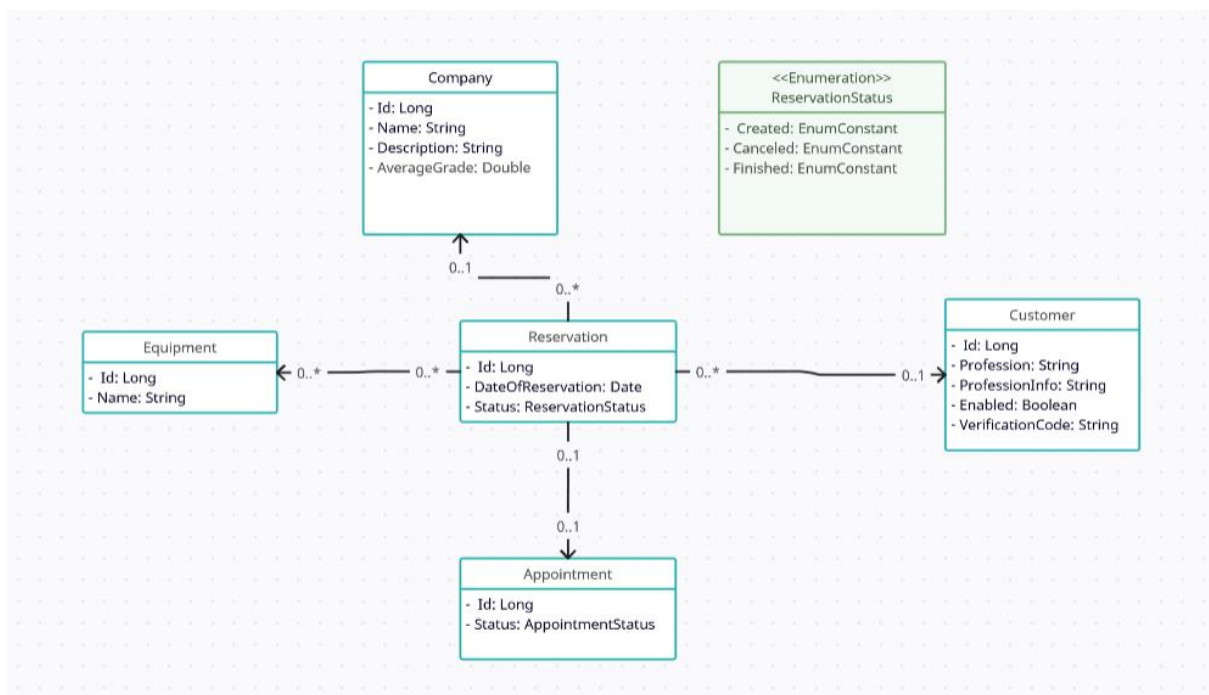 Company
- Id: Long
- Name: String
- Description: String
- AverageGrade: Double
<<Enumeration>>
ReservationStatus
- Created: EnumConstant
- Canceled: EnumConstant
- Finished: EnumConstant
0..1
0..*
Equipment
- Id: Long
- Name: String
0..*
0..*
Reservation
- Id: Long
- DateOfReservation: Date
- Status: ReservationStatus
0..*
0..1
Customer
- Id: Long
- Profession: String
- ProfessionInfo: String
- Enabled: Boolean
- VerificationCode: String
0..1
0..1
Appointment
- Id: Long
- Status: AppointmentStatus